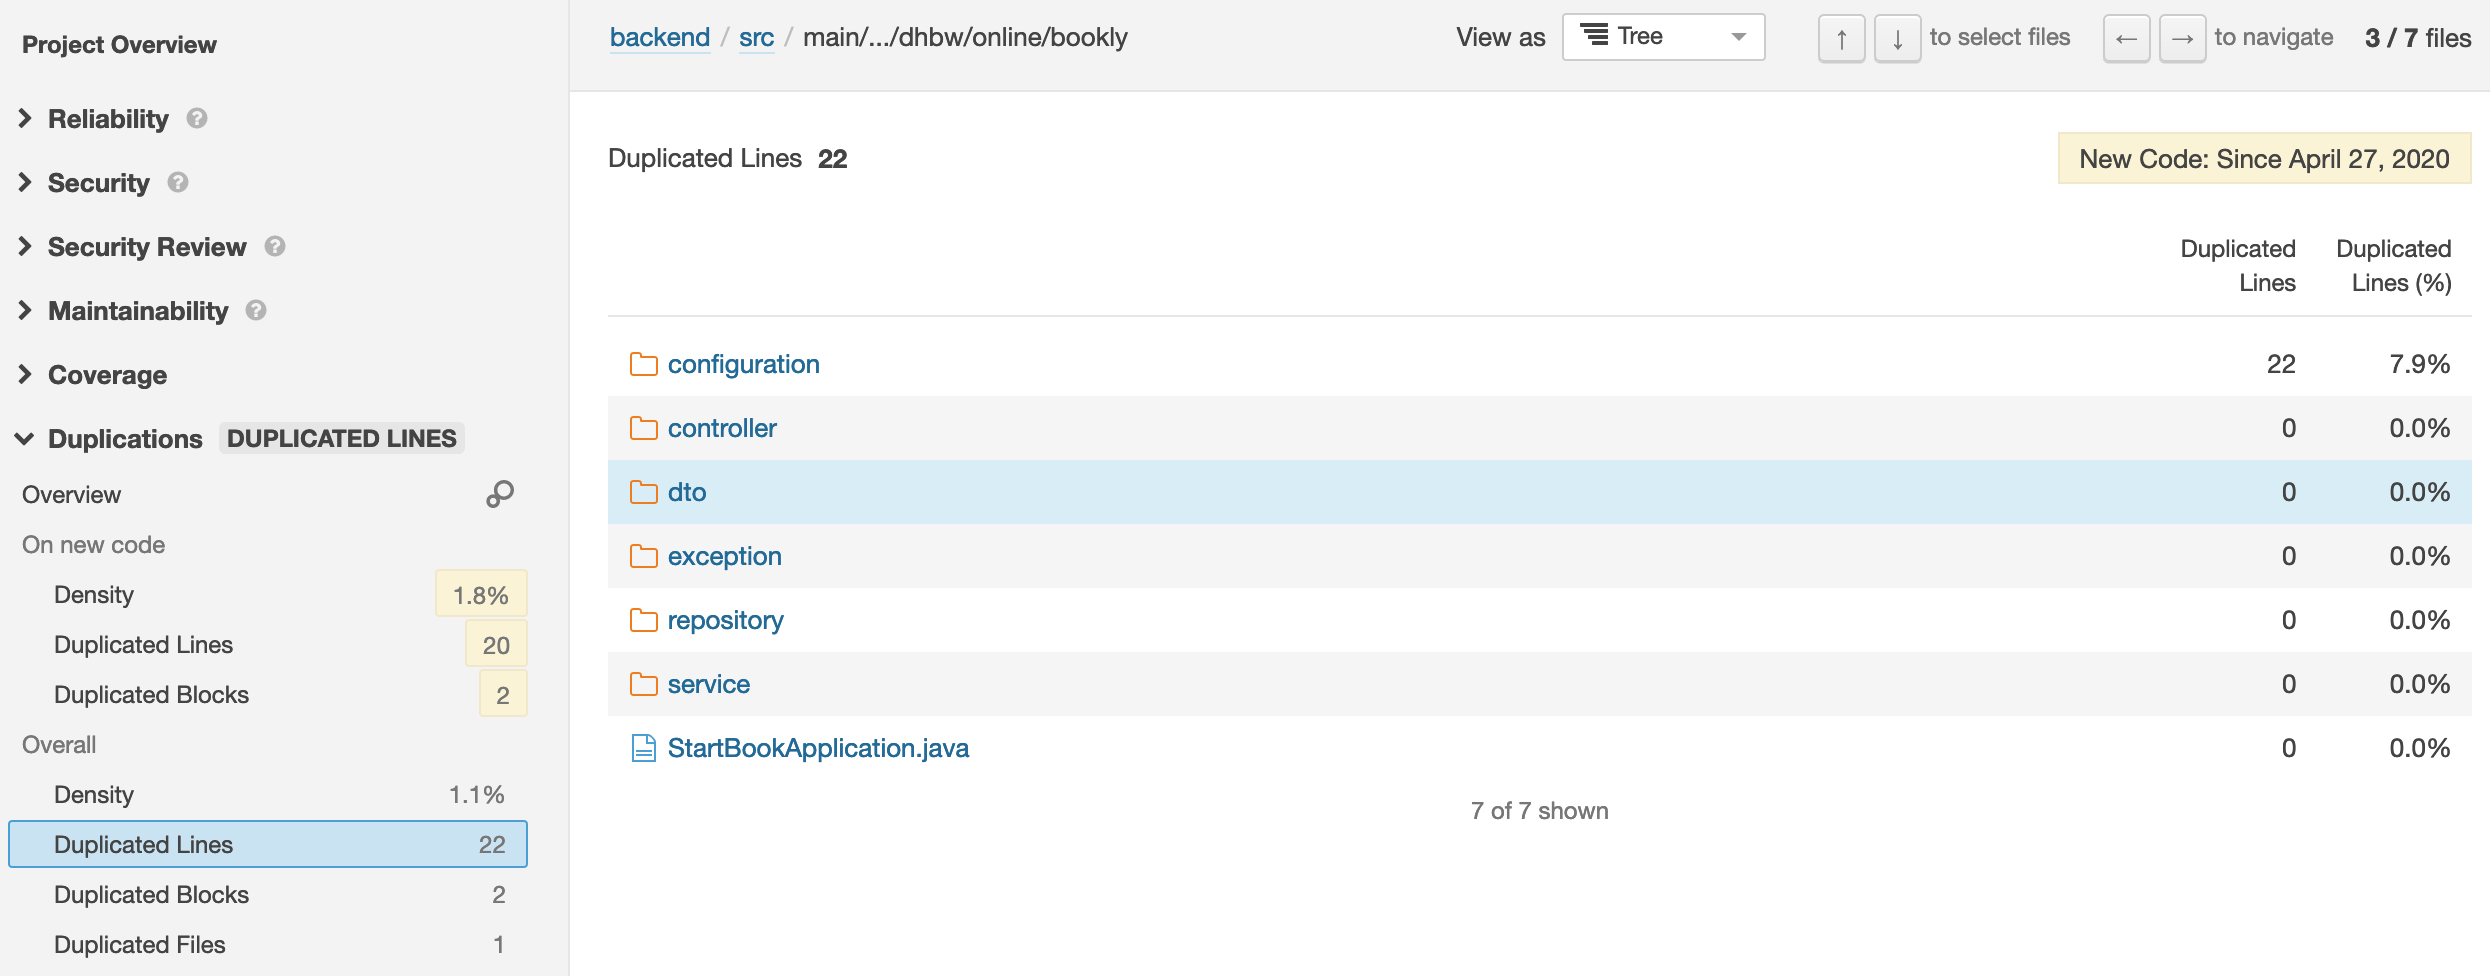 Project Overview
Reliability ?
Security ?
Security Review ?
Maintainability ?
Coverage
Duplications DUPLICATED LINES
Overview
On new code
Density 1.8%
Duplicated Lines 20
Duplicated Blocks 2
Overall
Density 1.1%
Duplicated Lines 22
Duplicated Blocks 2
Duplicated Files 1
backend / src / main/.../dhbw/online/bookly
View as Tree ↑ ↓ to select files ← → to navigate 3 / 7 files
Duplicated Lines 22
New Code: Since April 27, 2020
Duplicated Lines
Duplicated Lines (%)
configuration 22 7.9%
controller 0 0.0%
dto 0 0.0%
exception 0 0.0%
repository 0 0.0%
service 0 0.0%
StartBookApplication.java 0 0.0%
7 of 7 shown